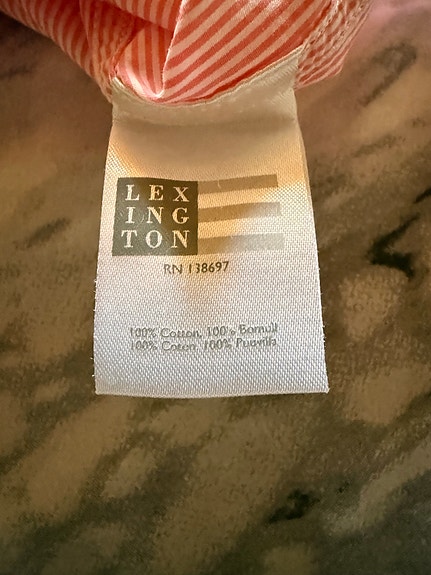 LEX
ING
TON
RN 138697
100% Cotton, 100% Bomull
100% Coton, 100% Puuvilla